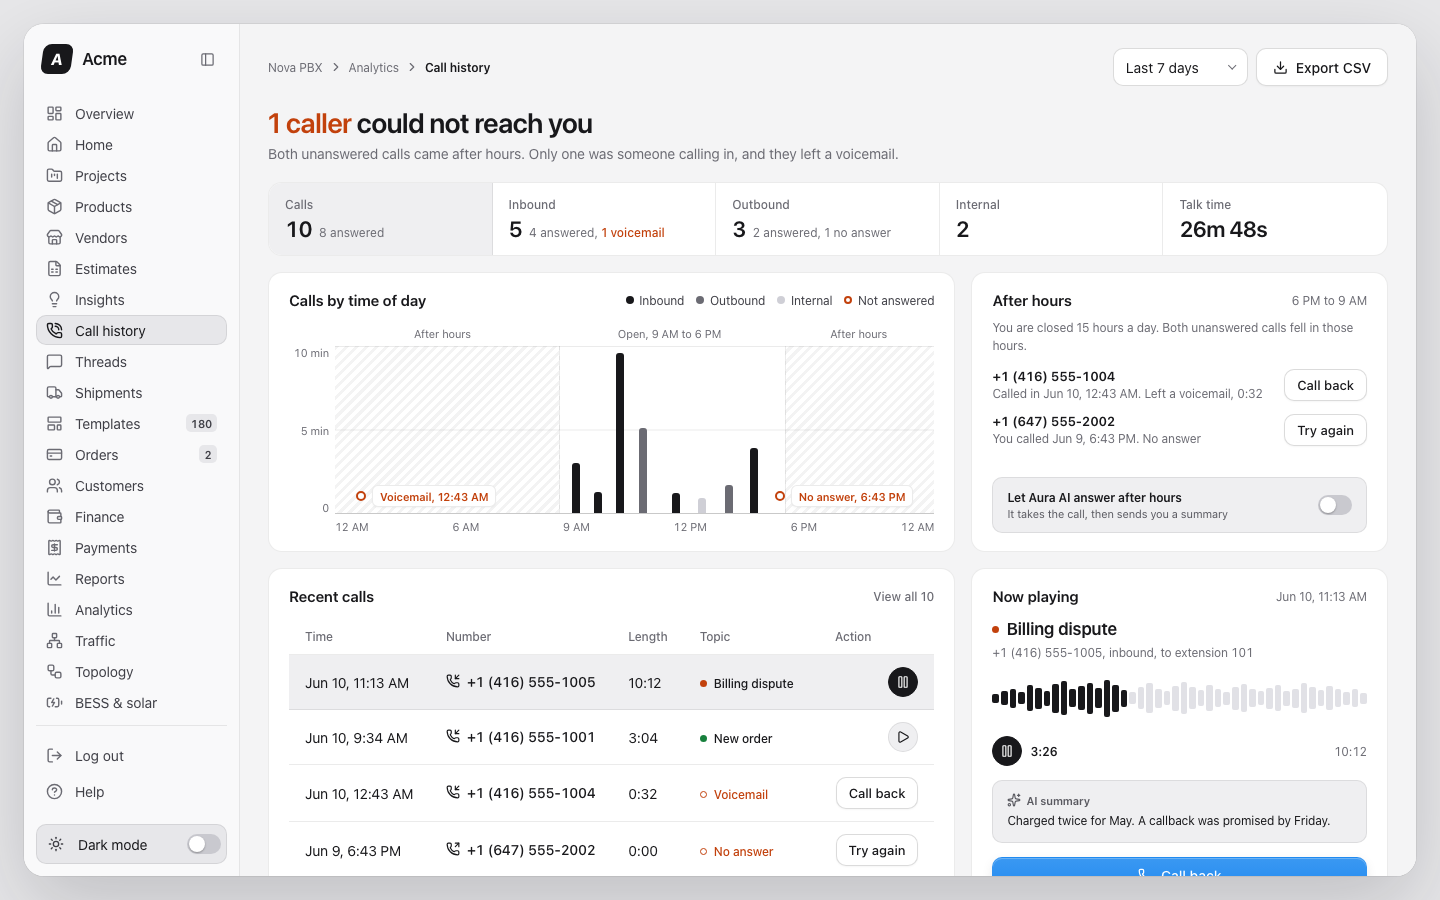 A Acme
Overview
Home
Projects
Products
Vendors
Estimates
Insights
Call history
Threads
Shipments
Templates 180
Orders 2
Customers
Finance
Payments
Reports
Analytics
Traffic
Topology
BESS & solar
Log out
Help
Dark mode
Nova PBX Analytics Call history
Last 7 days Export CSV
1 caller could not reach you
Both unanswered calls came after hours. Only one was someone calling in, and they left a voicemail.
Calls
10 8 answered
Inbound
5 4 answered, 1 voicemail
Outbound
3 2 answered, 1 no answer
Internal
2
Talk time
26m 48s
Calls by time of day
Inbound Outbound Internal Not answered
After hours Open, 9 AM to 6 PM After hours
10 min
5 min
0
Voicemail, 12:43 AM No answer, 6:43 PM
12 AM 6 AM 9 AM 12 PM 6 PM 12 AM
After hours 6 PM to 9 AM
You are closed 15 hours a day. Both unanswered calls fell in those
hours.
+1 (416) 555-1004
Called in Jun 10, 12:43 AM. Left a voicemail, 0:32
Call back
+1 (647) 555-2002
You called Jun 9, 6:43 PM. No answer
Try again
Let Aura AI answer after hours
It takes the call, then sends you a summary
Recent calls View all 10
Time Number Length Topic Action
Jun 10, 11:13 AM +1 (416) 555-1005 10:12 Billing dispute
Jun 10, 9:34 AM +1 (416) 555-1001 3:04 New order
Jun 10, 12:43 AM +1 (416) 555-1004 0:32 Voicemail Call back
Jun 9, 6:43 PM +1 (647) 555-2002 0:00 No answer Try again
Now playing Jun 10, 11:13 AM
Billing dispute
+1 (416) 555-1005, inbound, to extension 101
3:26 10:12
AI summary
Charged twice for May. A callback was promised by Friday.
Call back